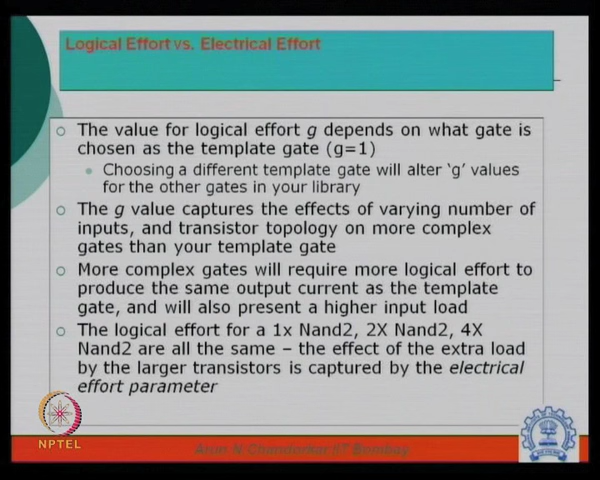 Logical Effort vs. Electrical Effort
The value for logical effort g depends on what gate is
chosen as the template gate (g=1)
Choosing a different template gate will alter 'g' values
for the other gates in your library
The g value captures the effects of varying number of
inputs, and transistor topology on more complex
gates than your template gate
More complex gates will require more logical effort to
produce the same output current as the template
gate, and will also present a higher input load
The logical effort for a 1x Nand2, 2X Nand2, 4X
Nand2 are all the same – the effect of the extra load
by the larger transistors is captured by the electrical
effort parameter
NPTEL
Arun N Chandorkar IIT Bombay